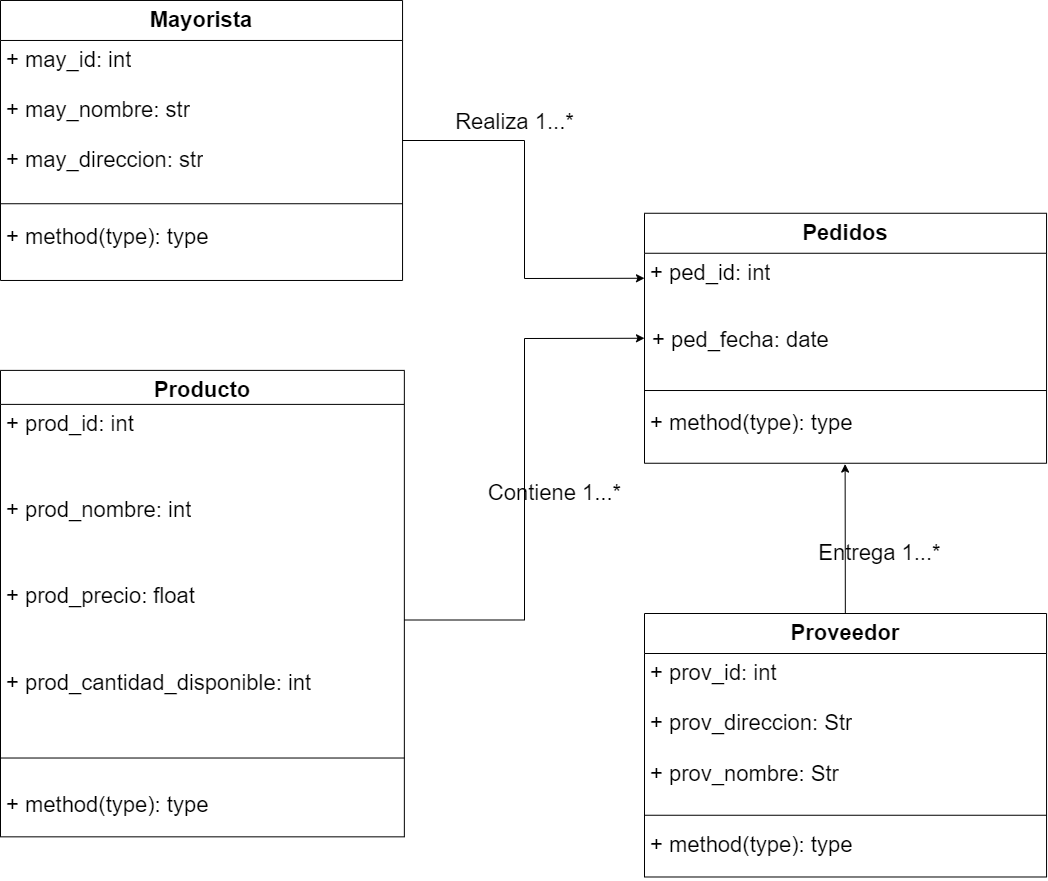 Mayorista
+ may_id: int
+ may_nombre: str
+ may_direccion: str
+ method(type): type
Realiza 1...*
Pedidos
+ ped_id: int
+ ped_fecha: date
+ method(type): type
Producto
+ prod_id: int
+ prod_nombre: int
+ prod_precio: float
+ prod_cantidad_disponible: int
+ method(type): type
Contiene 1...*
Entrega 1...*
Proveedor
+ prov_id: int
+ prov_direccion: Str
+ prov_nombre: Str
+ method(type): type